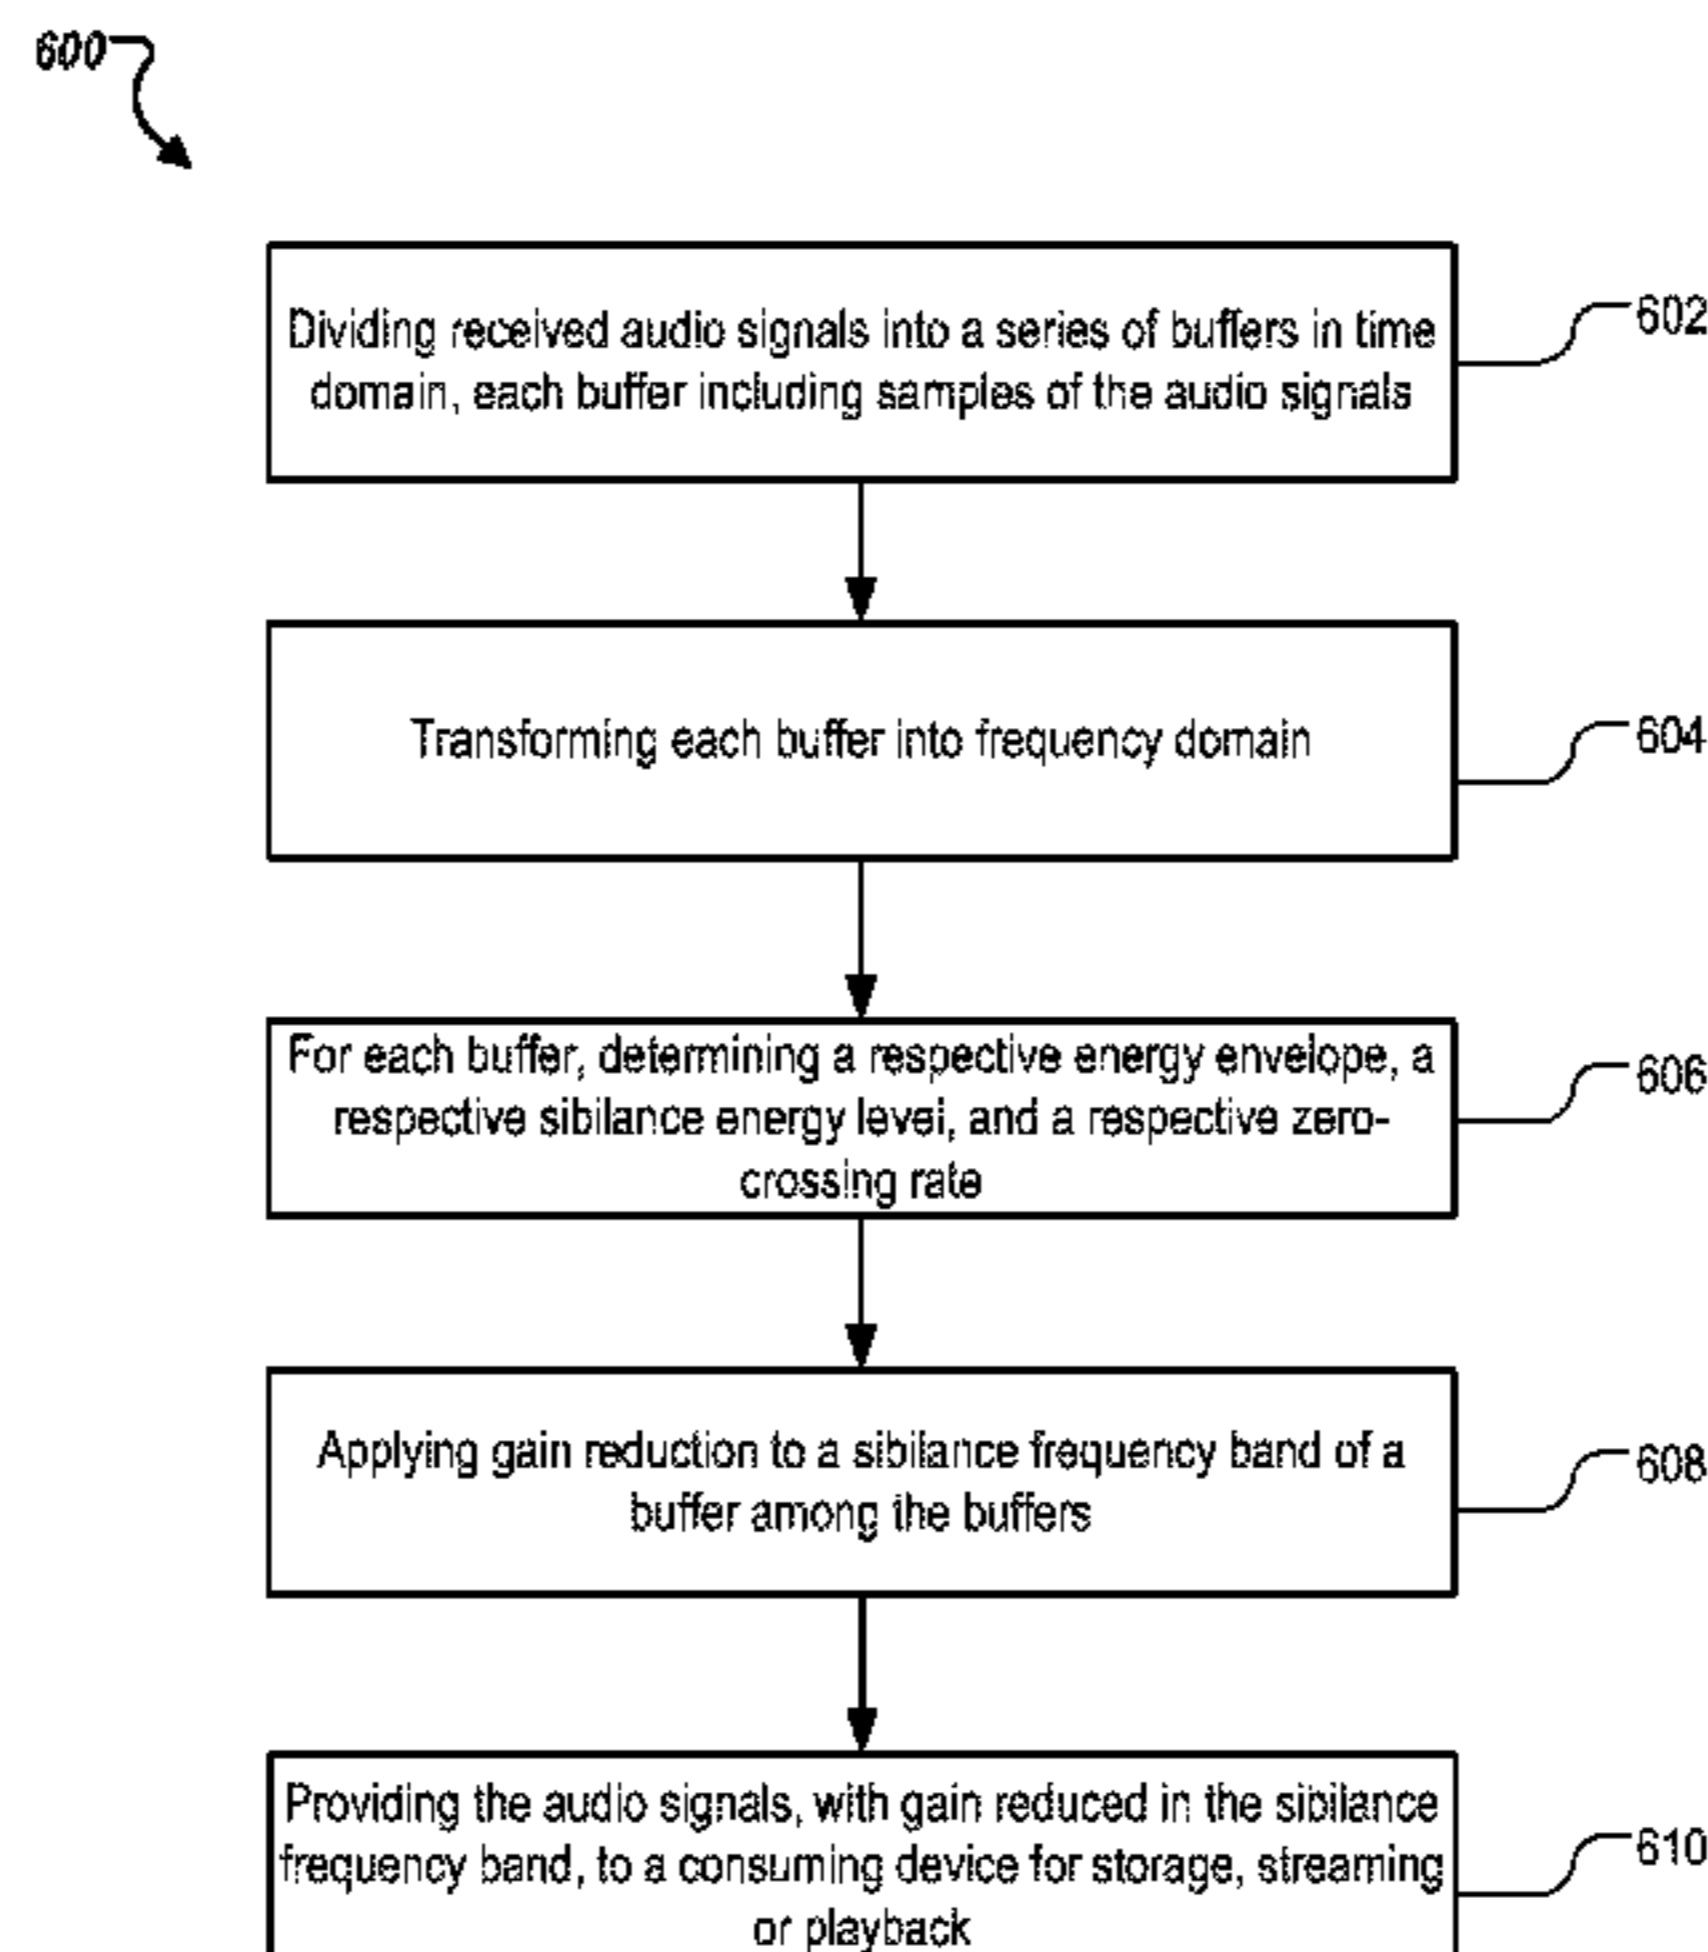 600
Dividing received audio signals into a series of buffers in time
domain, each buffer including samples of the audio signals
602
Transforming each buffer into frequency domain
604
For each buffer, determining a respective energy envelope, a
respective sibilance energy level, and a respective zero-
crossing rate
606
Applying gain reduction to a sibilance frequency band of a
buffer among the buffers
608
Providing the audio signals, with gain reduced in the sibilance
frequency band, to a consuming device for storage, streaming
or playback
610